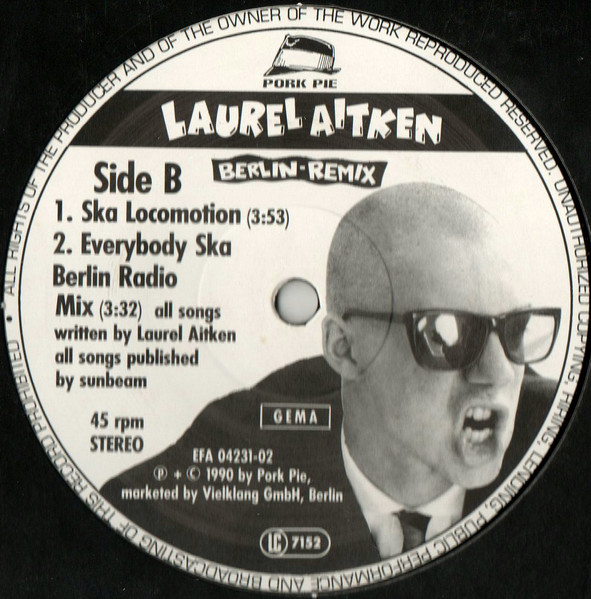 ALL RIGHTS OF THE PRODUCER AND OF THE OWNER OF THE WORK REPRODUCED RESERVED. UNAUTHORIZED COPYING, HIRING, LENDING, PUBLIC PERFORMANCE AND BROADCASTING OF THIS RECORD PROHIBITED •
PORK PIE
LAUREL AITKEN
BERLIN-REMIX
Side B
1. Ska Locomotion (3:53)
2. Everybody Ska
Berlin Radio
Mix (3:32) all songs
written by Laurel Aitken
all songs published
by sunbeam
45 rpm
STEREO
GEMA
EFA 04231-02
℗ + © 1990 by Pork Pie,
marketed by Vielklang GmbH, Berlin
LC 7152